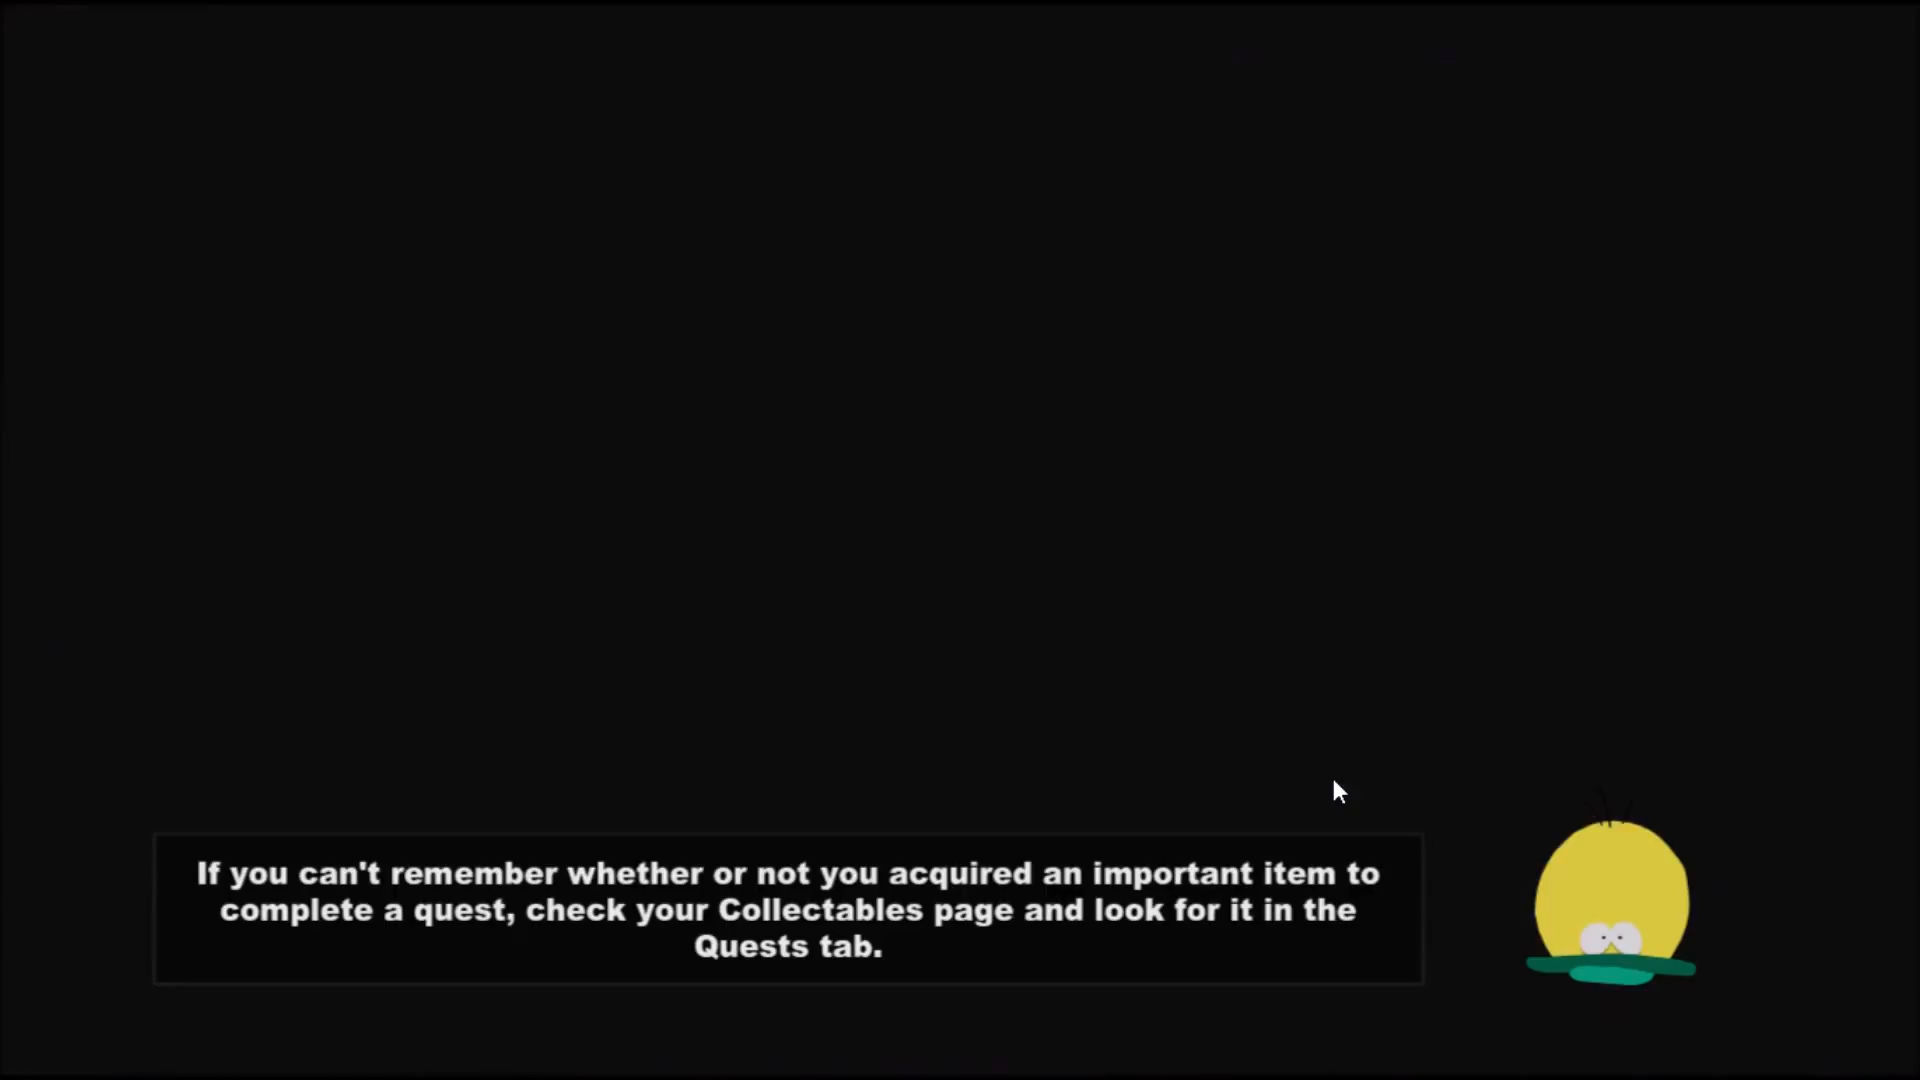 If you can't remember whether or not you acquired an important item to
complete a quest, check your Collectables page and look for it in the
Quests tab.